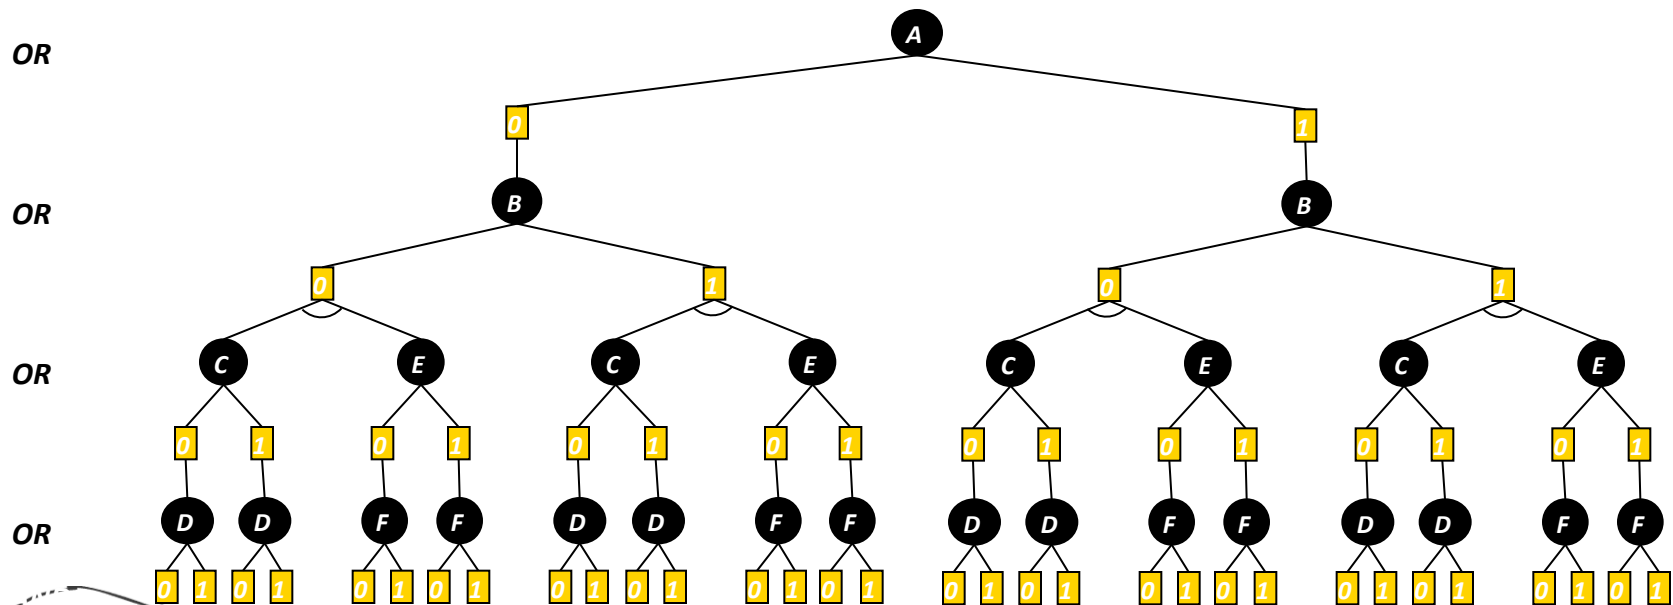 OR A
0 1
OR B B
0 1 0 1
OR C E C E C E C E
0 1 0 1 0 1 0 1 0 1 0 1 0 1 0 1
OR D D F F D D F F D D F F D D F F
0 1 0 1 0 1 0 1 0 1 0 1 0 1 0 1 0 1 0 1 0 1 0 1 0 1 0 1 0 1 0 1